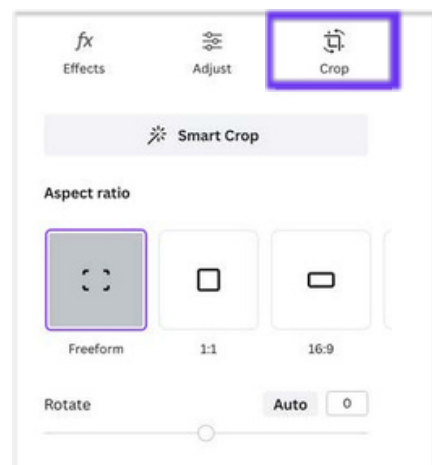 fx
Effects Adjust Crop
Smart Crop
Aspect ratio
Freeform 1:1 16:9
Rotate Auto 0